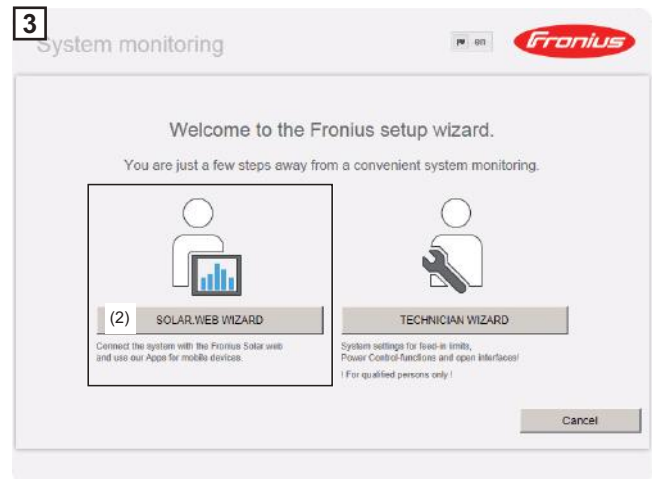 3
System monitoring
en
Fronius
Welcome to the Fronius setup wizard.
You are just a few steps away from a convenient system monitoring.
(2) SOLAR.WEB WIZARD
Connect the system with the Fronius Solar web
and use our Apps for mobile devices.
TECHNICIAN WIZARD
System settings for feed-in limits,
Power Control-functions and open interfaces!
! For qualified persons only !
Cancel